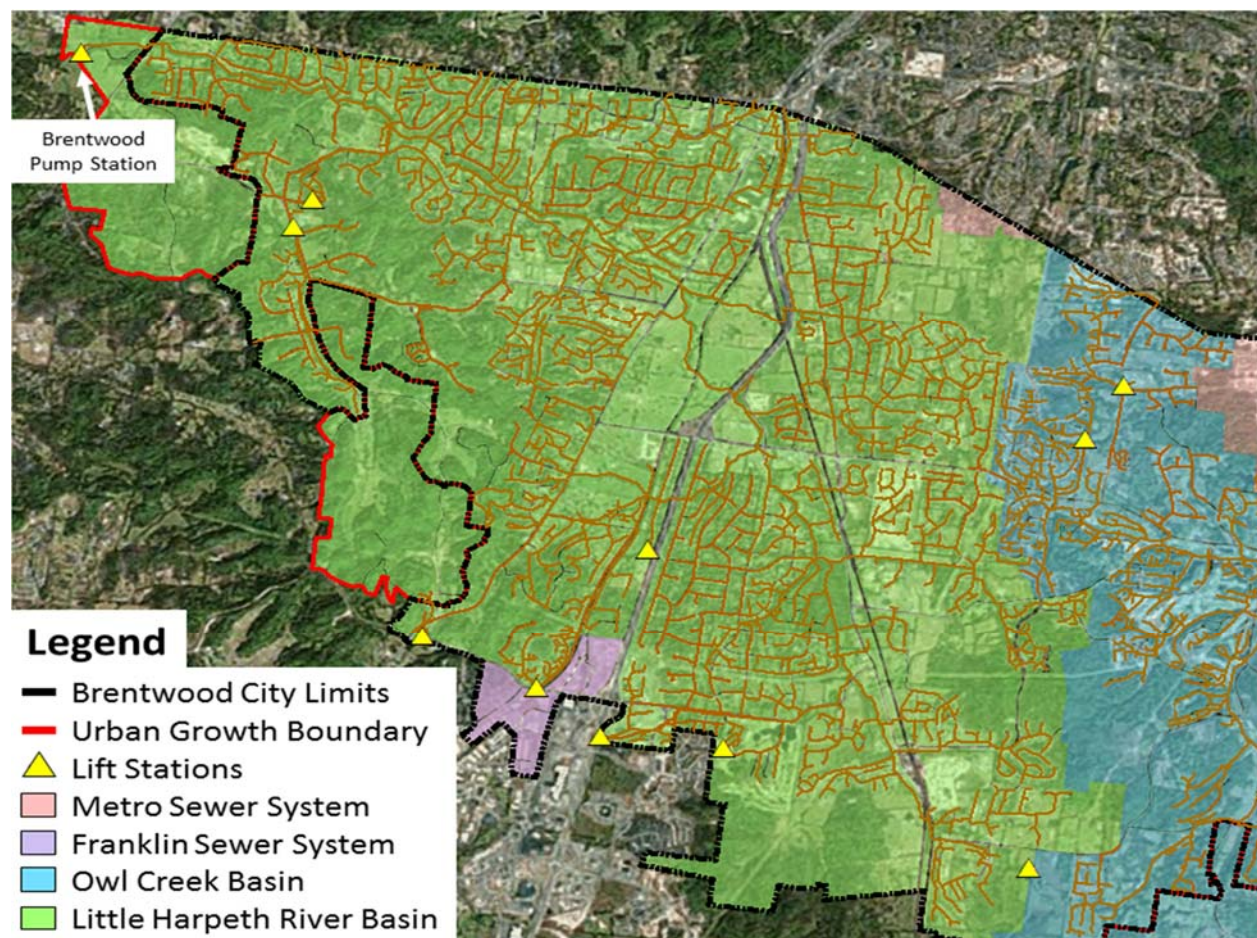 Brentwood
Pump Station
Legend
Brentwood City Limits
Urban Growth Boundary
Lift Stations
Metro Sewer System
Franklin Sewer System
Owl Creek Basin
Little Harpeth River Basin